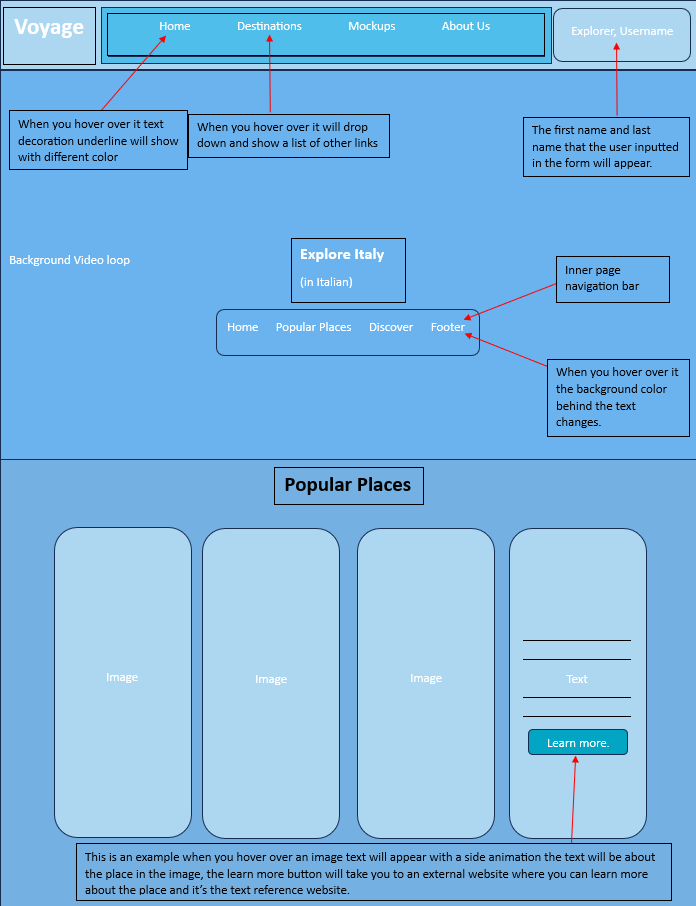 Voyage
Home Destinations Mockups About Us
Explorer, Username
When you hover over it text
decoration underline will show
with different color
When you hover over it will drop
down and show a list of other links
The first name and last
name that the user inputted
in the form will appear.
Background Video loop
Explore Italy
(in Italian)
Inner page
navigation bar
Home Popular Places Discover Footer
When you hover over it
the background color
behind the text
changes.
Popular Places
Image
Image
Image
Text
Learn more.
This is an example when you hover over an image text will appear with a side animation the text will be about
the place in the image, the learn more button will take you to an external website where you can learn more
about the place and it’s the text reference website.